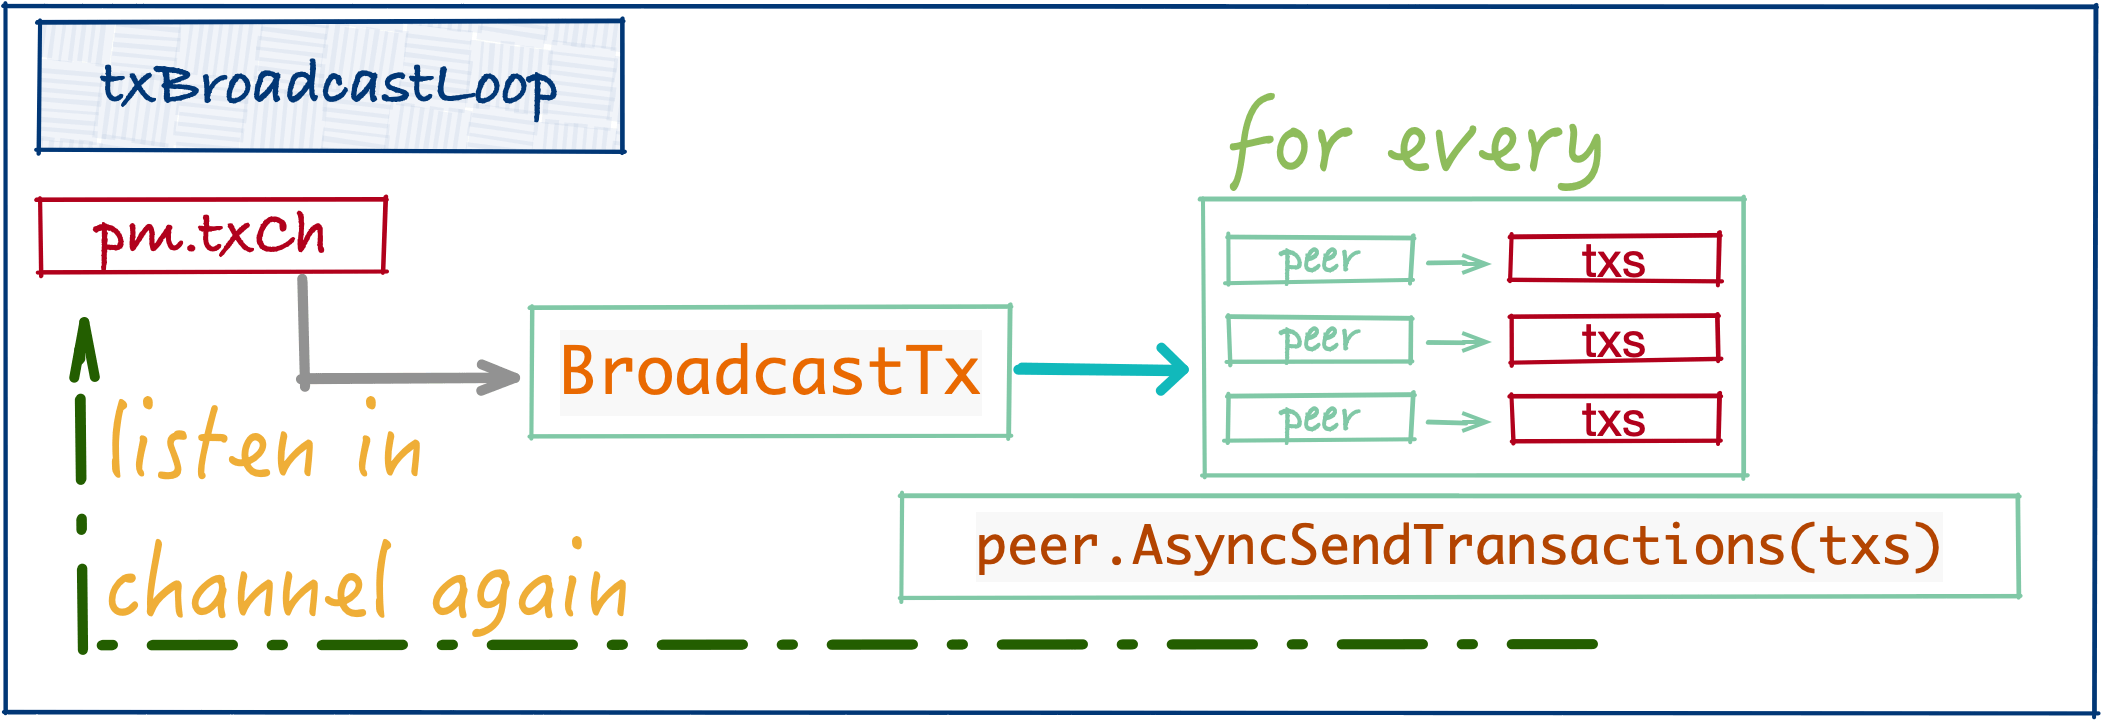 txBroadcastLoop
for every
pm.txCh
peer txs
BroadcastTx
peer txs
peer txs
listen in
channel again
peer.AsyncSendTransactions(txs)